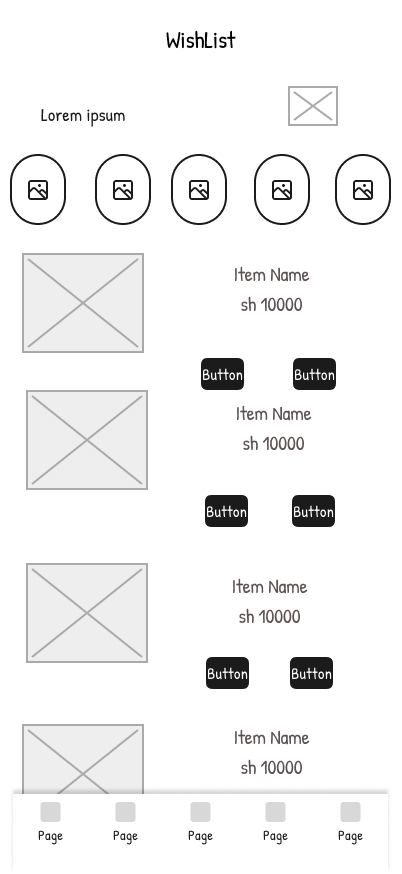 WishList
Lorem ipsum
Item Name
sh 10000
Button Button
Item Name
sh 10000
Button Button
Item Name
sh 10000
Button Button
Item Name
sh 10000
Page Page Page Page Page